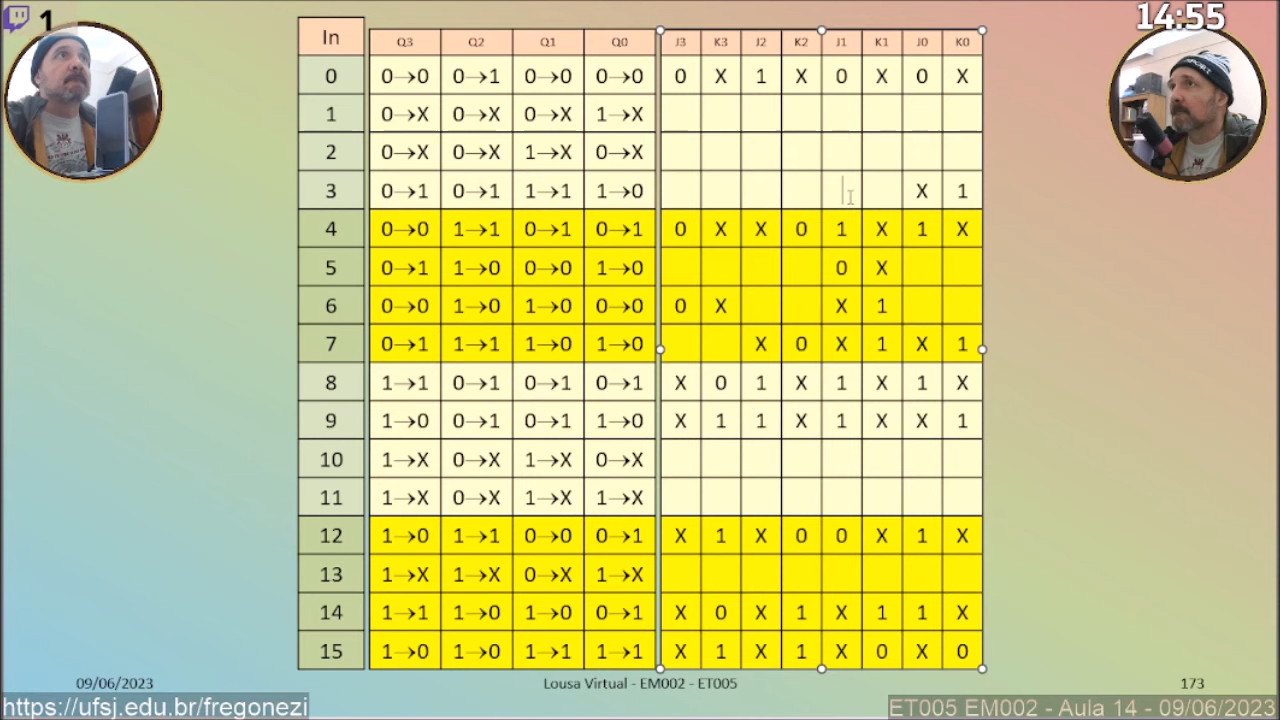 1
14:55
In Q3 Q2 Q1 Q0 J3 K3 J2 K2 J1 K1 J0 K0
0 0→0 0→1 0→0 0→0 0 X 1 X 0 X 0 X
1 0→X 0→X 0→X 1→X
2 0→X 0→X 1→X 0→X
3 0→1 0→1 1→1 1→0 X 1
4 0→0 1→1 0→1 0→1 0 X X 0 1 X 1 X
5 0→1 1→0 0→0 1→0 0 X
6 0→0 1→0 1→0 0→0 0 X X 1
7 0→1 1→1 1→0 1→0 X 0 X 1 X 1
8 1→1 0→1 0→1 0→1 X 0 1 X 1 X 1 X
9 1→0 0→1 0→1 1→0 X 1 1 X 1 X X 1
10 1→X 0→X 1→X 0→X
11 1→X 0→X 1→X 1→X
12 1→0 1→1 0→0 0→1 X 1 X 0 0 X 1 X
13 1→X 1→X 0→X 1→X
14 1→1 1→0 1→0 0→1 X 0 X 1 X 1 1 X
15 1→0 1→0 1→1 1→1 X 1 X 1 X 0 X 0
09/06/2023 Lousa Virtual - EM002 - ET005 173
https://ufsj.edu.br/fregonezi ET005 EM002 - Aula 14 - 09/06/2023